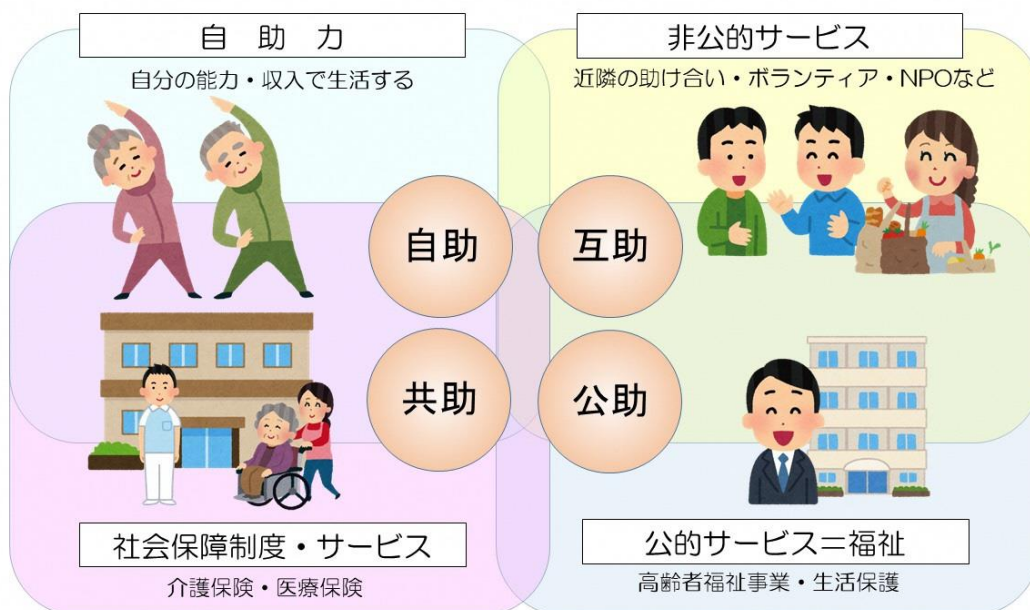 自 助 力
自分の能力・収入で生活する
非公的サービス
近隣の助け合い・ボランティア・NPOなど
自助
互助
共助
公助
社会保障制度・サービス
介護保険・医療保険
公的サービス＝福祉
高齢者福祉事業・生活保護